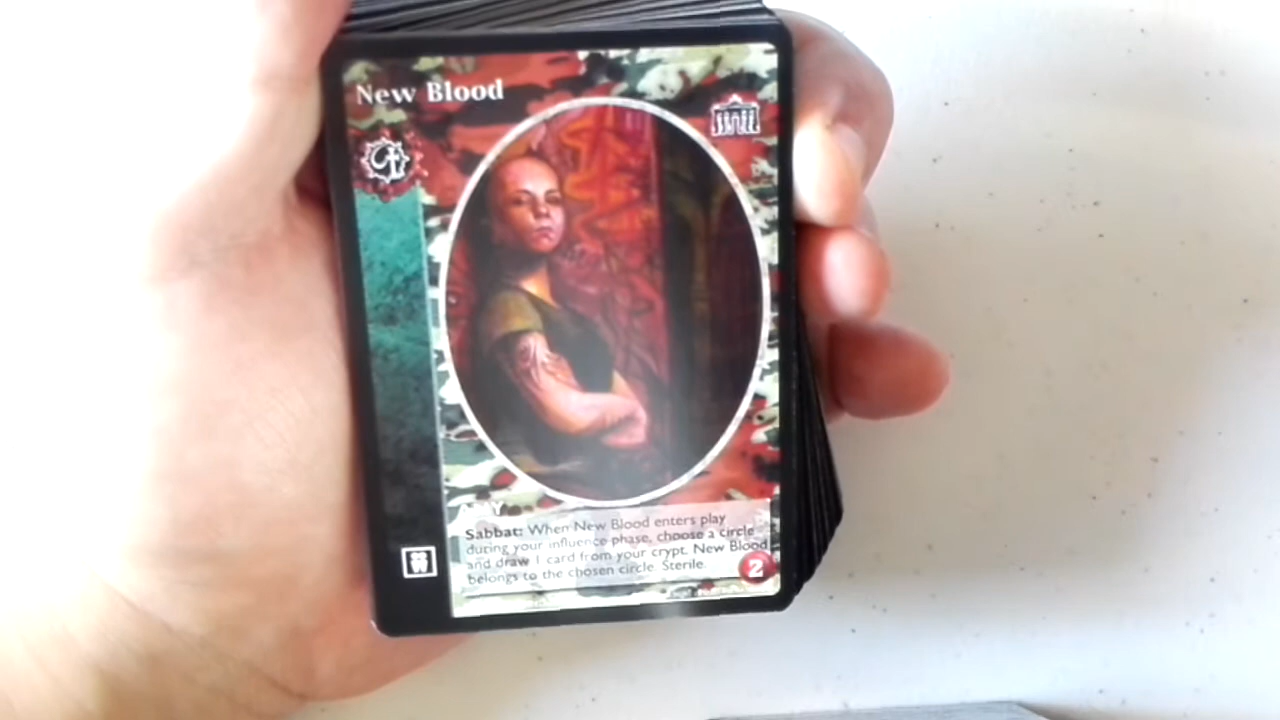 New Blood
ANY
Sabbat: When New Blood enters play
during your influence phase, choose a circle
and draw 1 card from your crypt. New Blood
belongs to the chosen circle. Sterile.
2